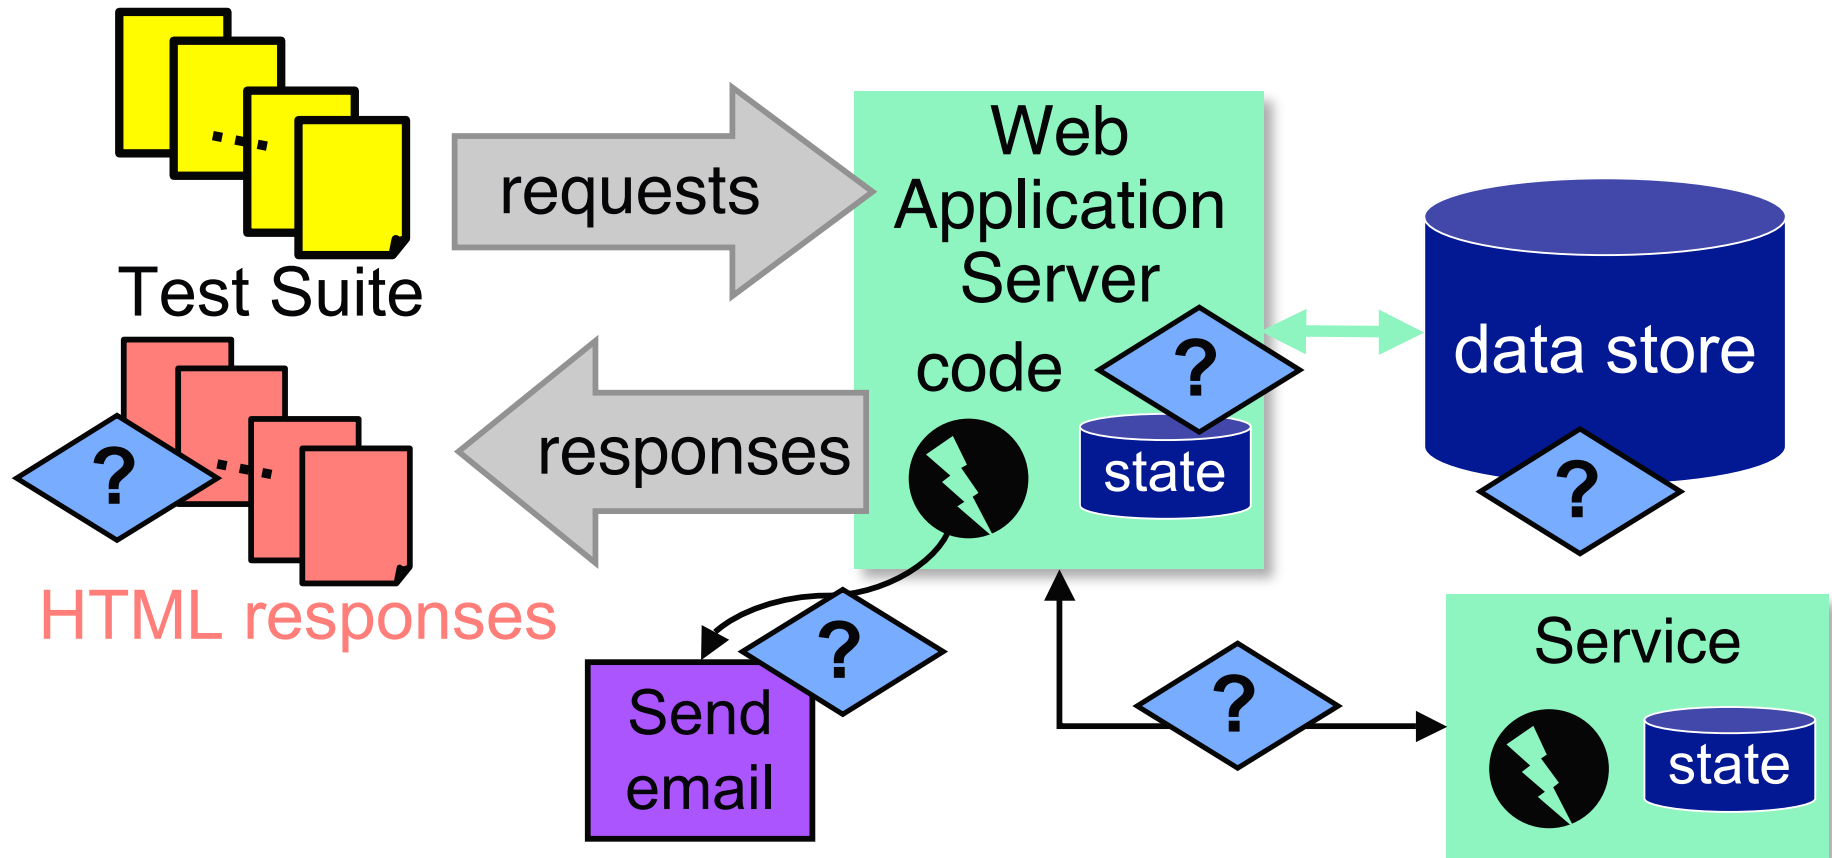 ...
Test Suite
requests
Web
Application
Server
code
?
state
data store
?
responses
?
...
HTML responses
?
Send
email
?
Service
state